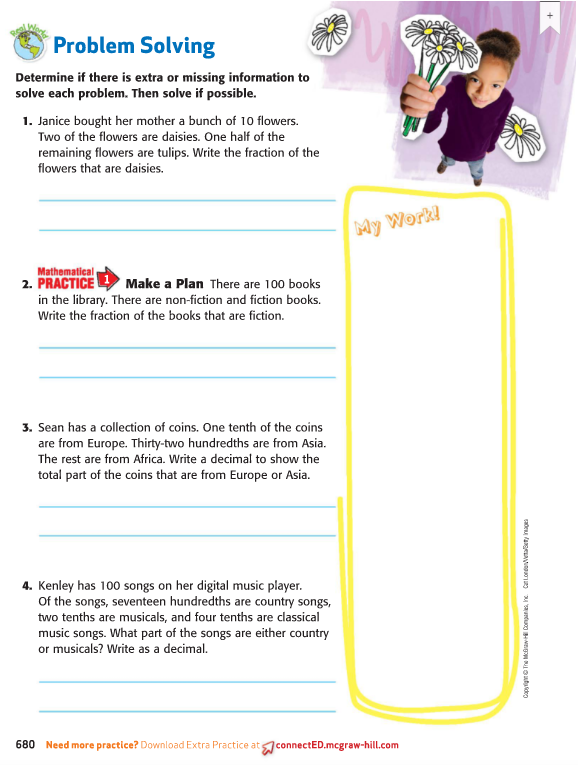 Real World
Problem Solving
Determine if there is extra or missing information to
solve each problem. Then solve if possible.
1. Janice bought her mother a bunch of 10 flowers.
Two of the flowers are daisies. One half of the
remaining flowers are tulips. Write the fraction of the
flowers that are daisies.
My Work!
2. Mathematical PRACTICE 1 Make a Plan There are 100 books
in the library. There are non-fiction and fiction books.
Write the fraction of the books that are fiction.
3. Sean has a collection of coins. One tenth of the coins
are from Europe. Thirty-two hundredths are from Asia.
The rest are from Africa. Write a decimal to show the
total part of the coins that are from Europe or Asia.
4. Kenley has 100 songs on her digital music player.
Of the songs, seventeen hundredths are country songs,
two tenths are musicals, and four tenths are classical
music songs. What part of the songs are either country
or musicals? Write as a decimal.
Copyright © The McGraw-Hill Companies, Inc. Cat London/Vetta/Getty Images
680 Need more practice? Download Extra Practice at connectED.mcgraw-hill.com